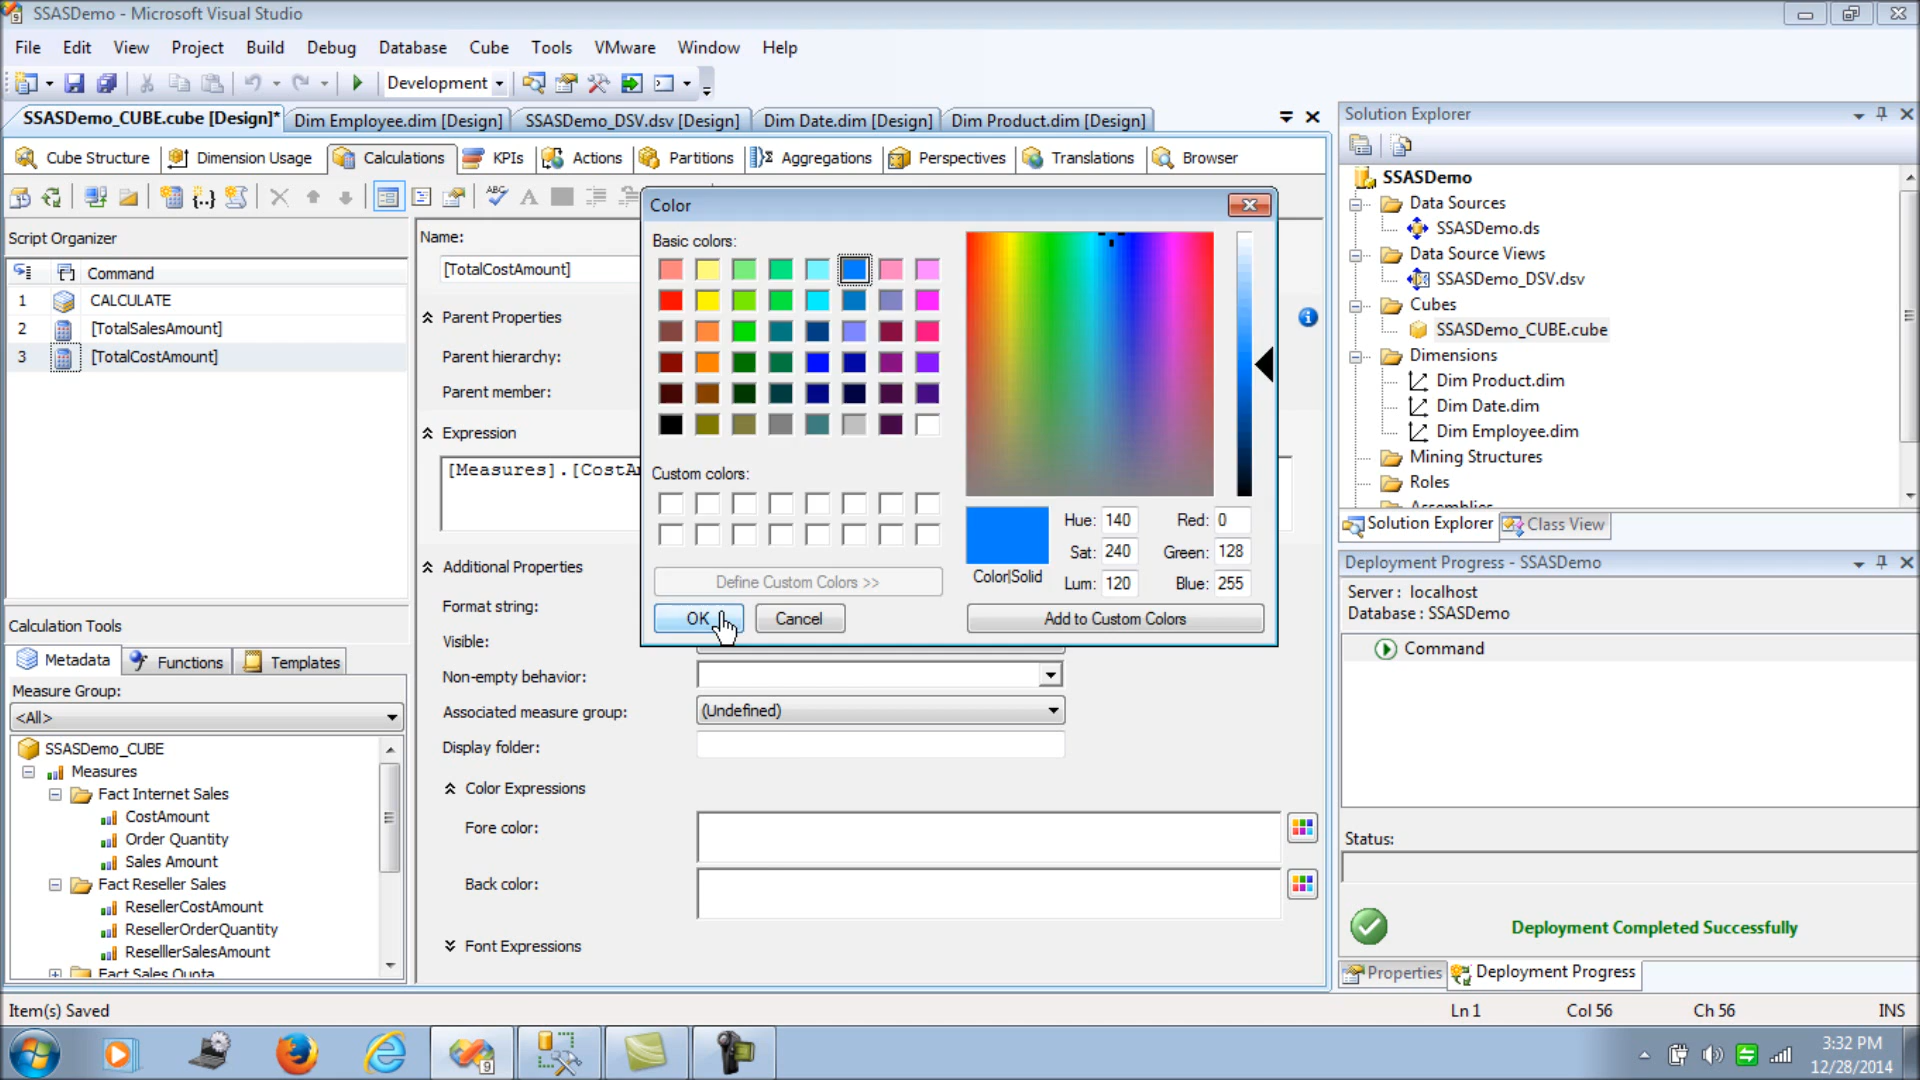 SSASDemo - Microsoft Visual Studio
File Edit View Project Build Debug Database Cube Tools VMware Window Help
Development
SSASDemo_CUBE.cube [Design]* Dim Employee.dim [Design] SSASDemo_DSV.dsv [Design] Dim Date.dim [Design] Dim Product.dim [Design]
Cube Structure Dimension Usage Calculations KPIs Actions Partitions Aggregations Perspectives Translations Browser
Script Organizer
Command
1 CALCULATE
2 [TotalSalesAmount]
3 [TotalCostAmount]
Calculation Tools
Metadata Functions Templates
Measure Group:
<All>
SSASDemo_CUBE
Measures
Fact Internet Sales
CostAmount
Order Quantity
Sales Amount
Fact Reseller Sales
ResellerCostAmount
ResellerOrderQuantity
ResellerSalesAmount
Fact Sales Quota
Name:
[TotalCostAmount]
Parent Properties
Parent hierarchy:
Parent member:
Expression
[Measures].[CostAm
Additional Properties
Format string:
Visible:
Non-empty behavior:
Associated measure group: (Undefined)
Display folder:
Color Expressions
Fore color:
Back color:
Font Expressions
Color
Basic colors:
Custom colors:
Define Custom Colors >>
OK Cancel
Color|Solid
Hue: 140 Red: 0
Sat: 240 Green: 128
Lum: 120 Blue: 255
Add to Custom Colors
Solution Explorer
SSASDemo
Data Sources
SSASDemo.ds
Data Source Views
SSASDemo_DSV.dsv
Cubes
SSASDemo_CUBE.cube
Dimensions
Dim Product.dim
Dim Date.dim
Dim Employee.dim
Mining Structures
Roles
Assemblies
Solution Explorer Class View
Deployment Progress - SSASDemo
Server : localhost
Database : SSASDemo
Command
Status:
Deployment Completed Successfully
Properties Deployment Progress
Item(s) Saved Ln 1 Col 56 Ch 56 INS
3:32 PM
12/28/2014